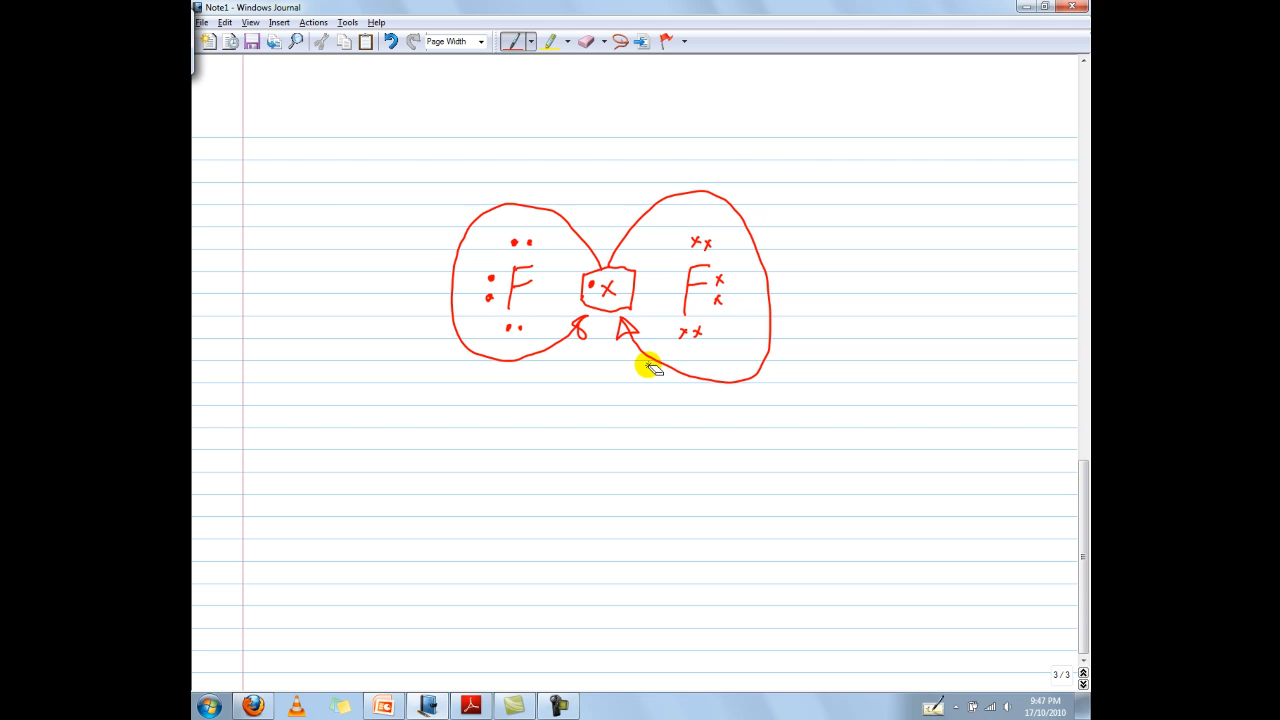 Note1 - Windows Journal
File Edit View Insert Actions Tools Help
Page Width
x x
F • x F x
x
x x
3 / 3
9:47 PM
17/10/2010